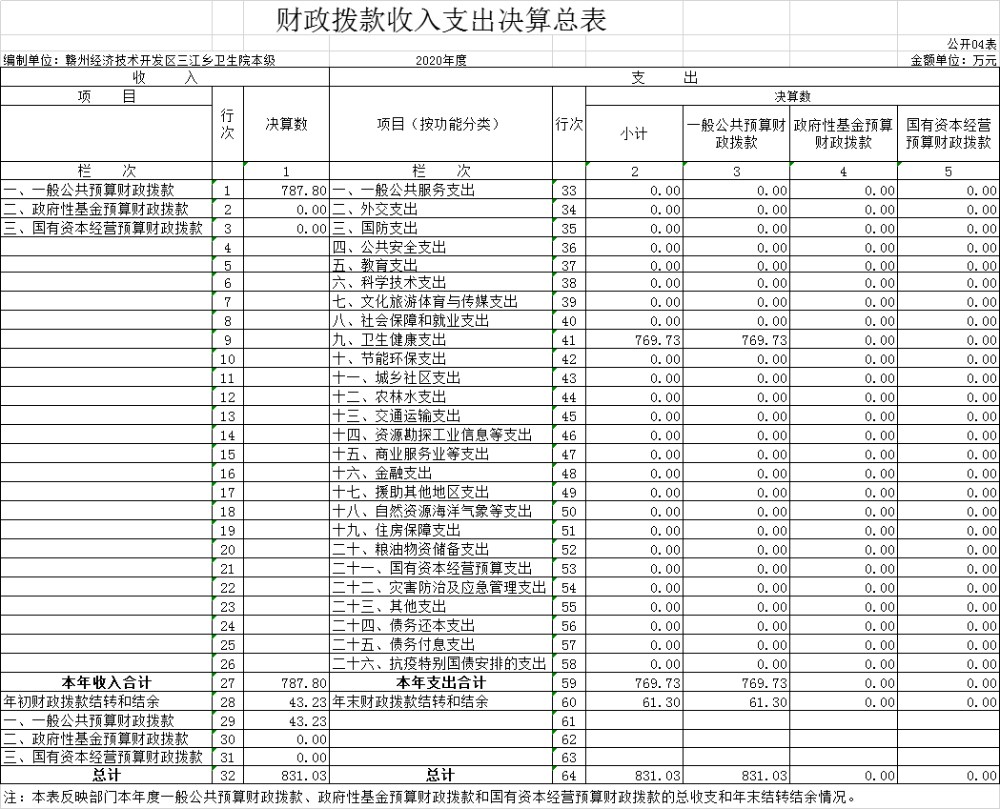 财政拨款收入支出决算总表
公开04表
编制单位：赣州经济技术开发区三江乡卫生院本级 2020年度 金额单位：万元
收 入 支 出
项 目 行次 决算数 项目（按功能分类） 行次 决算数
小计 一般公共预算财政拨款 政府性基金预算财政拨款 国有资本经营预算财政拨款
栏 次 1 栏 次 2 3 4 5
一、一般公共预算财政拨款 1 787.80 一、一般公共服务支出 33 0.00 0.00 0.00 0.00
二、政府性基金预算财政拨款 2 0.00 二、外交支出 34 0.00 0.00 0.00 0.00
三、国有资本经营预算财政拨款 3 0.00 三、国防支出 35 0.00 0.00 0.00 0.00
4 四、公共安全支出 36 0.00 0.00 0.00 0.00
5 五、教育支出 37 0.00 0.00 0.00 0.00
6 六、科学技术支出 38 0.00 0.00 0.00 0.00
7 七、文化旅游体育与传媒支出 39 0.00 0.00 0.00 0.00
8 八、社会保障和就业支出 40 0.00 0.00 0.00 0.00
9 九、卫生健康支出 41 769.73 769.73 0.00 0.00
10 十、节能环保支出 42 0.00 0.00 0.00 0.00
11 十一、城乡社区支出 43 0.00 0.00 0.00 0.00
12 十二、农林水支出 44 0.00 0.00 0.00 0.00
13 十三、交通运输支出 45 0.00 0.00 0.00 0.00
14 十四、资源勘探工业信息等支出 46 0.00 0.00 0.00 0.00
15 十五、商业服务业等支出 47 0.00 0.00 0.00 0.00
16 十六、金融支出 48 0.00 0.00 0.00 0.00
17 十七、援助其他地区支出 49 0.00 0.00 0.00 0.00
18 十八、自然资源海洋气象等支出 50 0.00 0.00 0.00 0.00
19 十九、住房保障支出 51 0.00 0.00 0.00 0.00
20 二十、粮油物资储备支出 52 0.00 0.00 0.00 0.00
21 二十一、国有资本经营预算支出 53 0.00 0.00 0.00 0.00
22 二十二、灾害防治及应急管理支出 54 0.00 0.00 0.00 0.00
23 二十三、其他支出 55 0.00 0.00 0.00 0.00
24 二十四、债务还本支出 56 0.00 0.00 0.00 0.00
25 二十五、债务付息支出 57 0.00 0.00 0.00 0.00
26 二十六、抗疫特别国债安排的支出 58 0.00 0.00 0.00 0.00
本年收入合计 27 787.80 本年支出合计 59 769.73 769.73 0.00 0.00
年初财政拨款结转和结余 28 43.23 年末财政拨款结转和结余 60 61.30 61.30 0.00 0.00
一、一般公共预算财政拨款 29 43.23 61
二、政府性基金预算财政拨款 30 0.00 62
三、国有资本经营预算财政拨款 31 0.00 63
总计 32 831.03 总计 64 831.03 831.03 0.00 0.00
注：本表反映部门本年度一般公共预算财政拨款、政府性基金预算财政拨款和国有资本经营预算财政拨款的总收支和年末结转结余情况。